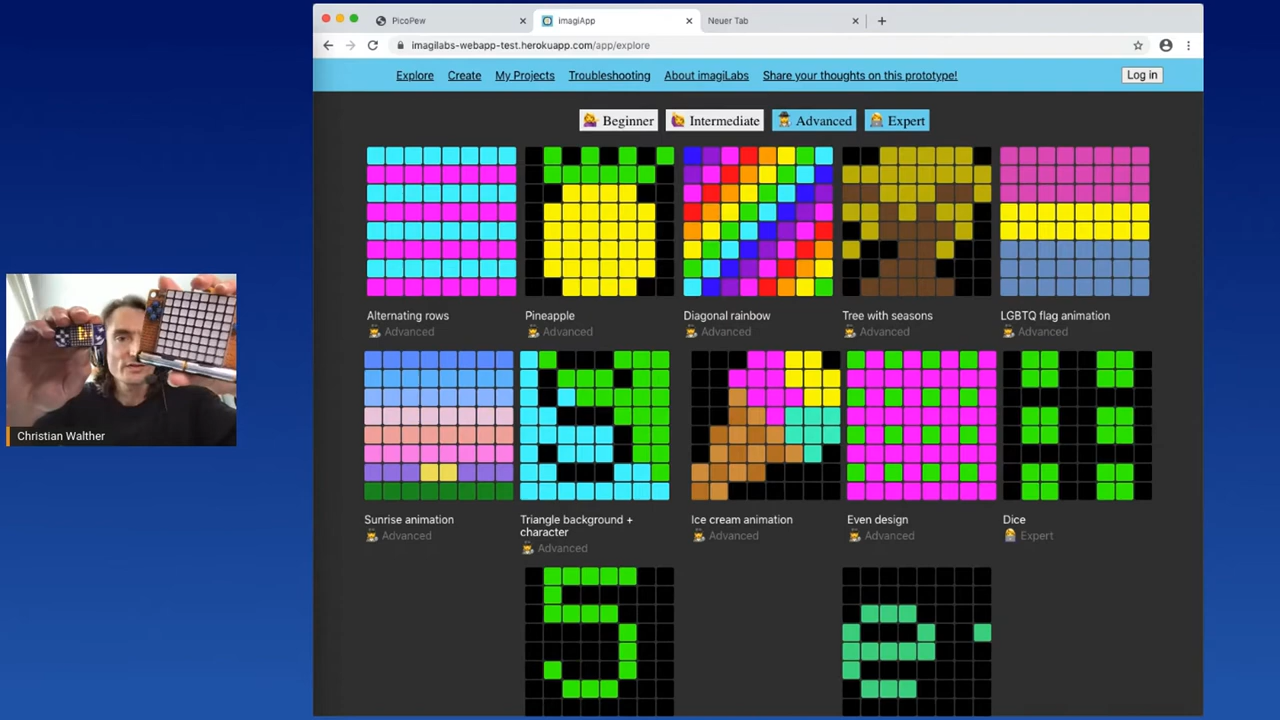 PicoPew
imagiApp
Neuer Tab
imagilabs-webapp-test.herokuapp.com/app/explore
Explore Create My Projects Troubleshooting About imagiLabs Share your thoughts on this prototype! Log in
Beginner Intermediate Advanced Expert
Alternating rows
Advanced
Pineapple
Advanced
Diagonal rainbow
Advanced
Tree with seasons
Advanced
LGBTQ flag animation
Advanced
Christian Walther
Sunrise animation
Advanced
Triangle background +
character
Advanced
Ice cream animation
Advanced
Even design
Advanced
Dice
Expert
5
e